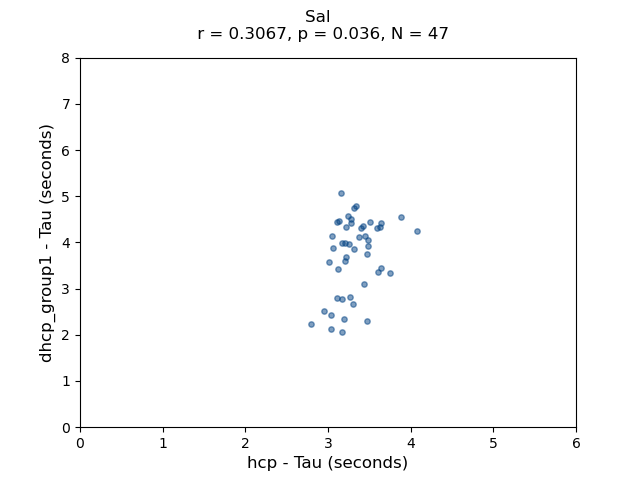 Sal
r = 0.3067, p = 0.036, N = 47
8
7
6
5
4
3
2
1
0
dhcp_group1 - Tau (seconds)
0 1 2 3 4 5 6
hcp - Tau (seconds)